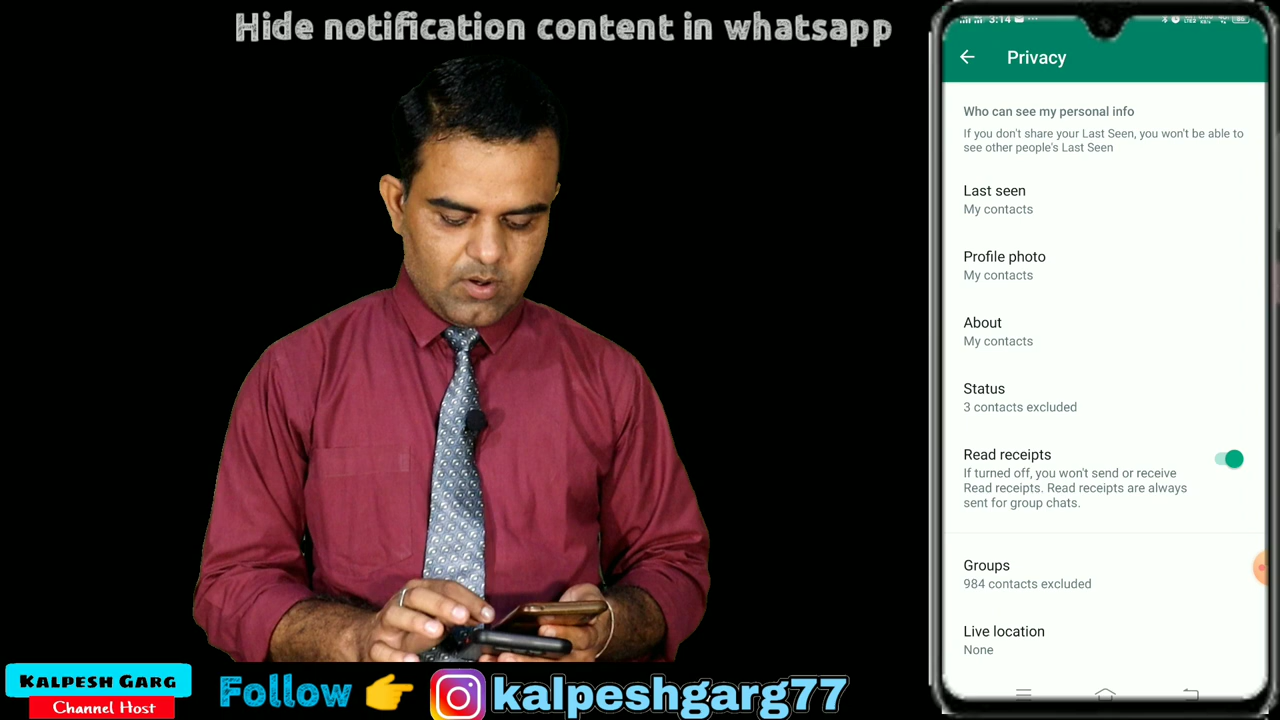 Hide notification content in whatsapp
3:14
Privacy
Who can see my personal info
If you don't share your Last Seen, you won't be able to
see other people's Last Seen
Last seen
My contacts
Profile photo
My contacts
About
My contacts
Status
3 contacts excluded
Read receipts
If turned off, you won't send or receive
Read receipts. Read receipts are always
sent for group chats.
Groups
984 contacts excluded
Live location
None
KALPESH GARG
Channel Host
Follow
kalpeshgarg77